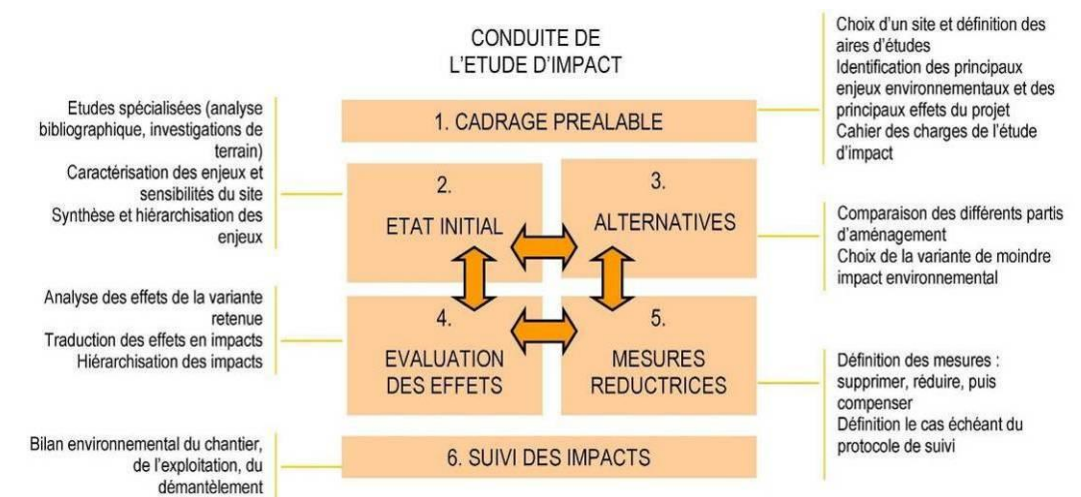 CONDUITE DE
L'ETUDE D'IMPACT
Choix d'un site et définition des
aires d'études
Identification des principaux
enjeux environnementaux et des
principaux effets du projet
Cahier des charges de l'étude
d'impact
1. CADRAGE PREALABLE
Etudes spécialisées (analyse
bibliographique, investigations de
terrain)
Caractérisation des enjeux et
sensibilités du site
Synthèse et hiérarchisation des
enjeux
2.
ETAT INITIAL
3.
ALTERNATIVES
Comparaison des différents partis
d'aménagement
Choix de la variante de moindre
impact environnemental
Analyse des effets de la variante
retenue
Traduction des effets en impacts
Hiérarchisation des impacts
4.
EVALUATION
DES EFFETS
5.
MESURES
REDUCTRICES
Définition des mesures :
supprimer, réduire, puis
compenser
Définition le cas échéant du
protocole de suivi
Bilan environnemental du chantier,
de l'exploitation, du
démantèlement
6. SUIVI DES IMPACTS